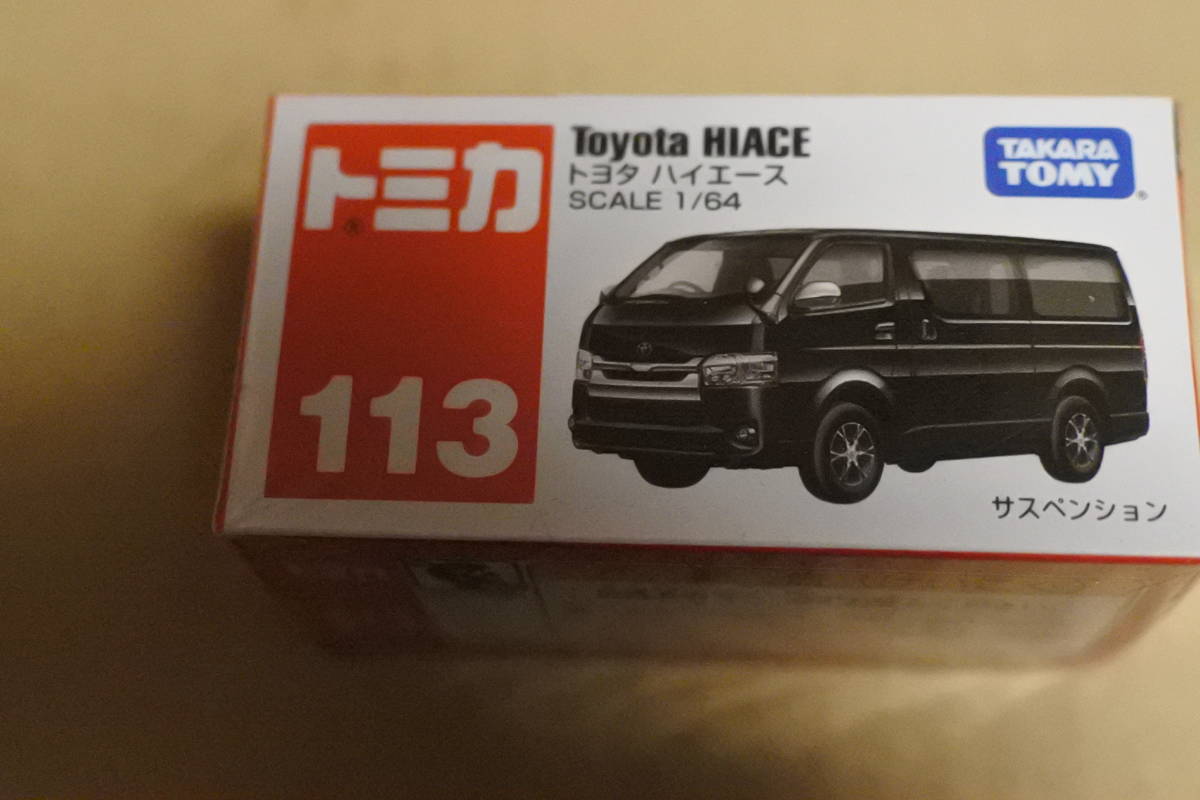 トミカ
113
Toyota HIACE
トヨタ ハイエース
SCALE 1/64
TAKARA
TOMY
サスペンション